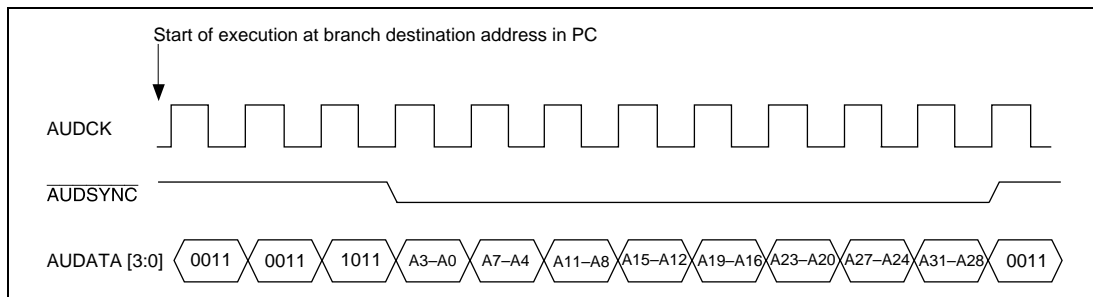 Start of execution at branch destination address in PC
AUDCK
AUDSYNC
AUDATA [3:0] 0011 0011 1011 A3–A0 A7–A4 A11–A8 A15–A12 A19–A16 A23–A20 A27–A24 A31–A28 0011